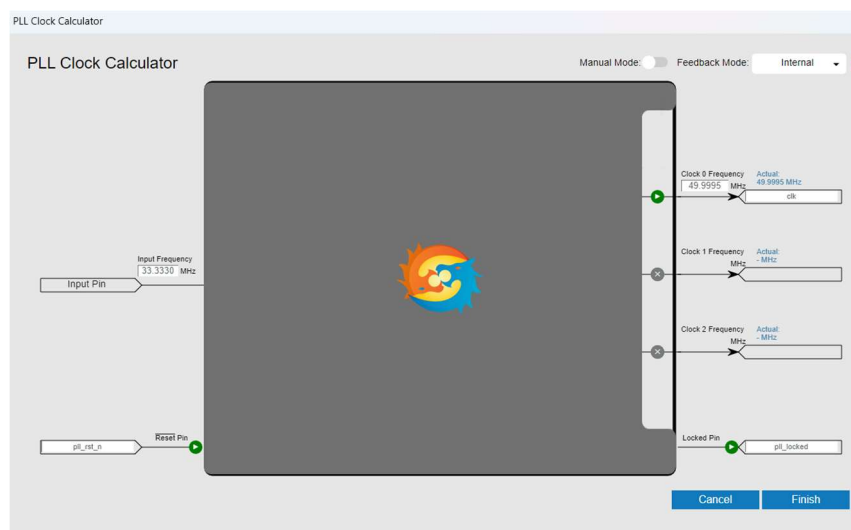 PLL Clock Calculator
PLL Clock Calculator
Manual Mode:
Feedback Mode:
Internal
Clock 0 Frequency
Actual:
49.9995 MHz
49.9995 MHz
clk
Input Frequency
33.3330 MHz
Input Pin
Clock 1 Frequency
Actual:
MHz
- MHz
Clock 2 Frequency
Actual:
MHz
- MHz
Reset Pin
pll_rst_n
Locked Pin
pll_locked
Cancel
Finish